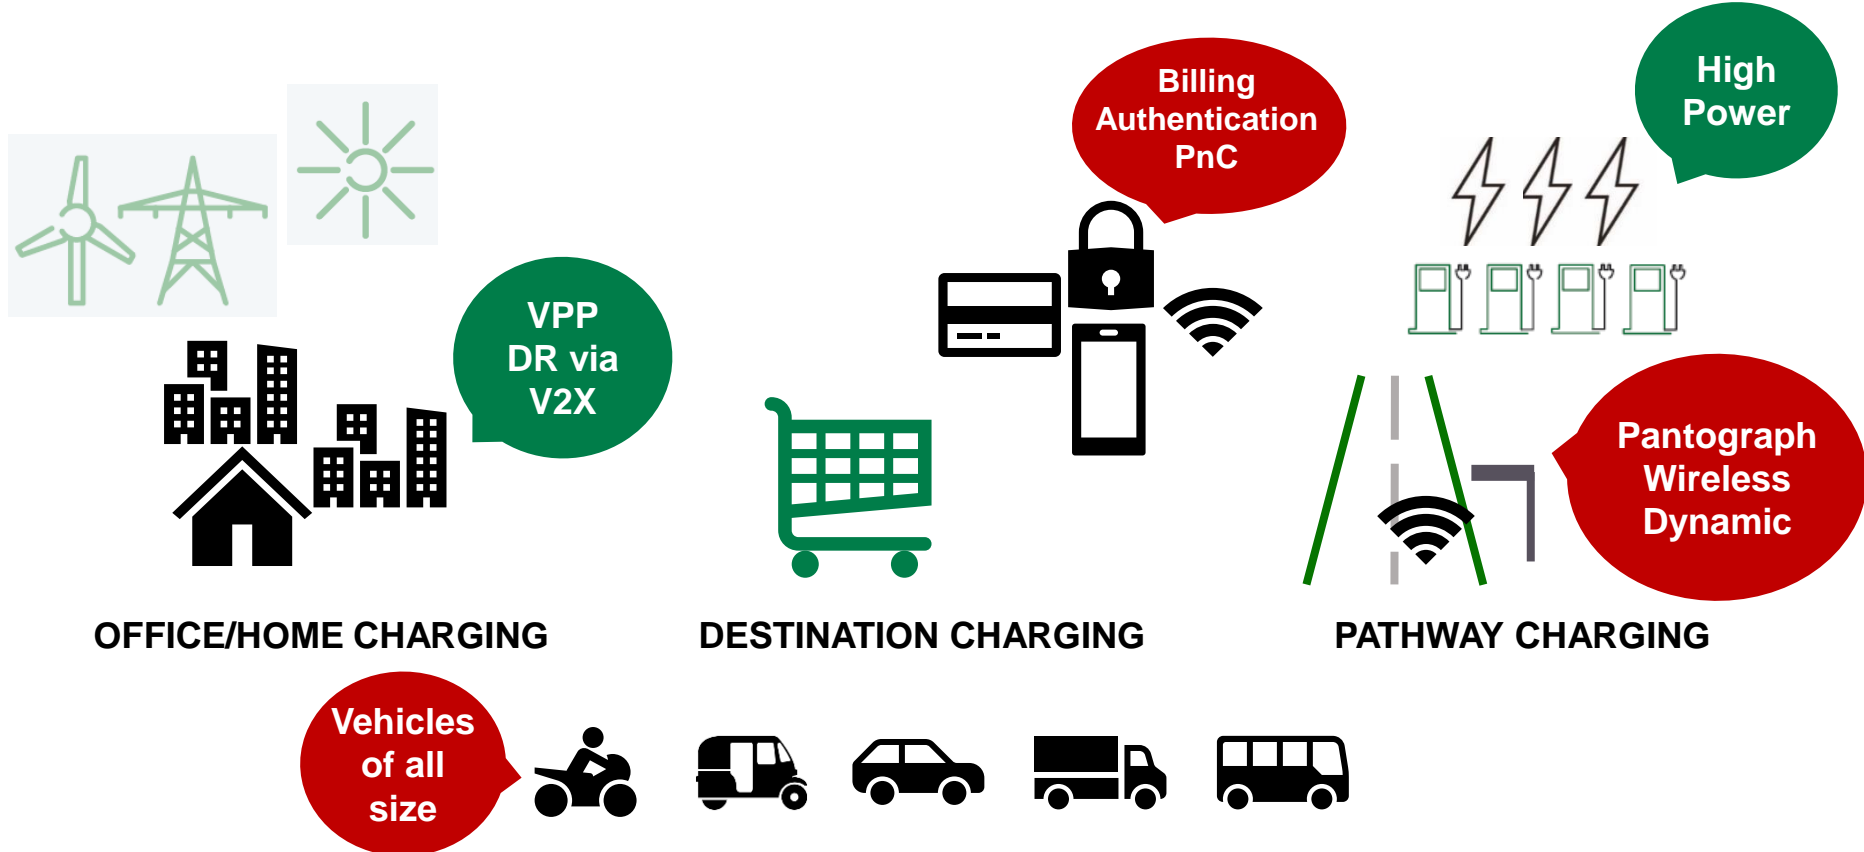 Billing
Authentication
PnC
High
Power
VPP
DR via
V2X
Pantograph
Wireless
Dynamic
OFFICE/HOME CHARGING
DESTINATION CHARGING
PATHWAY CHARGING
Vehicles
of all
size